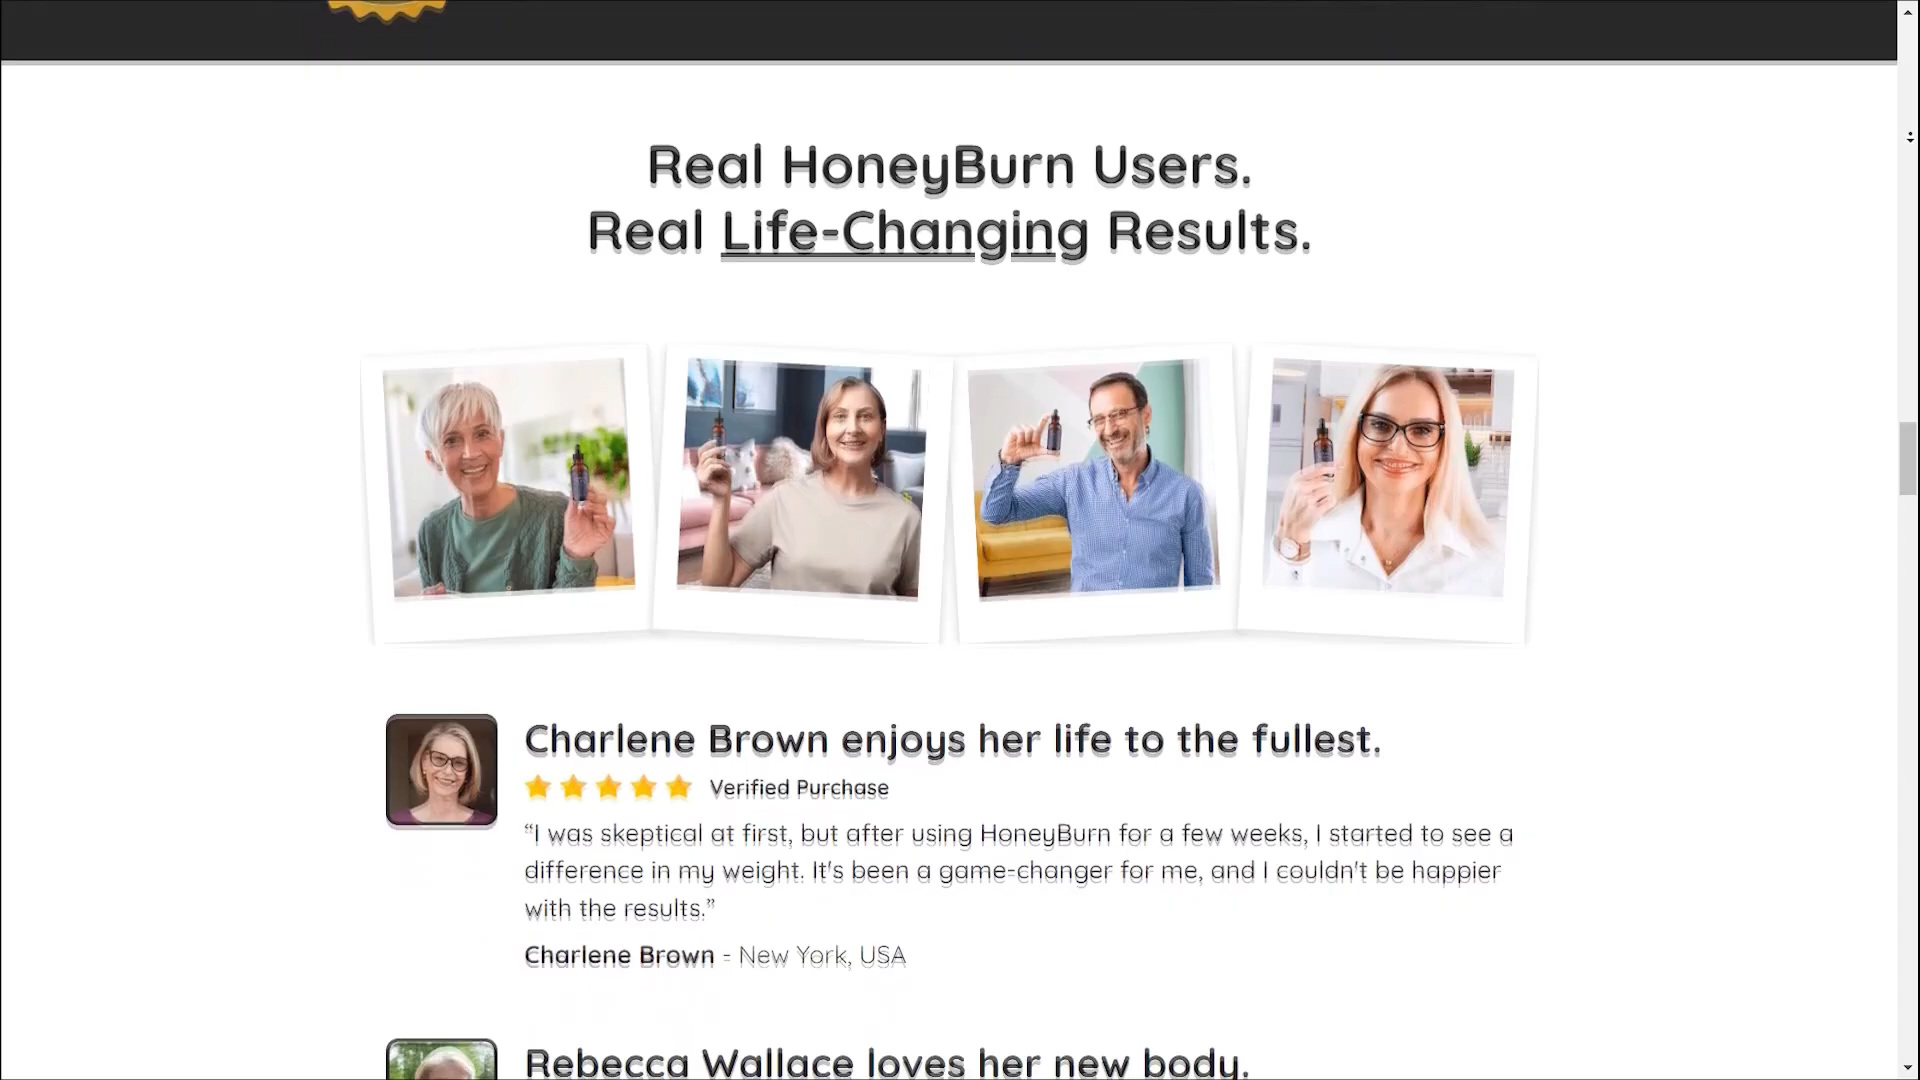 Real HoneyBurn Users.
Real Life-Changing Results.
Charlene Brown enjoys her life to the fullest.
Verified Purchase
“I was skeptical at first, but after using HoneyBurn for a few weeks, I started to see a
difference in my weight. It's been a game-changer for me, and I couldn't be happier
with the results.”
Charlene Brown - New York, USA
Rebecca Wallace loves her new body.